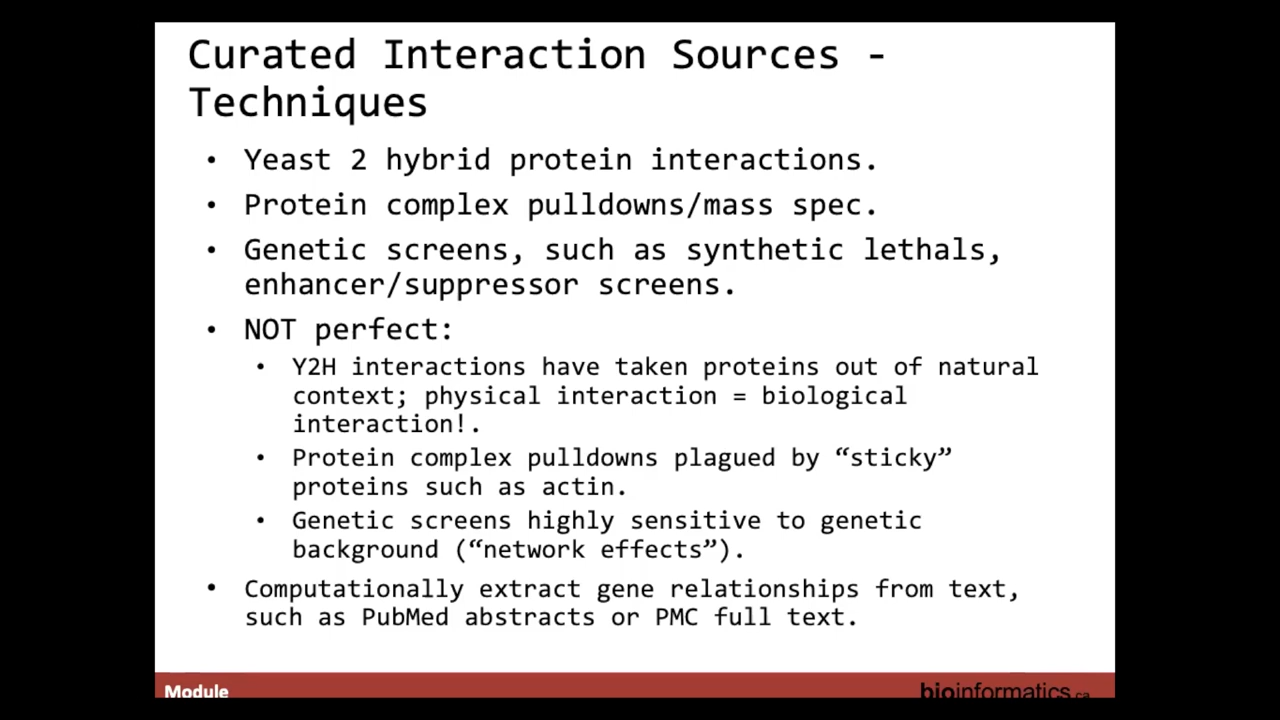 Curated Interaction Sources -
Techniques
• Yeast 2 hybrid protein interactions.
• Protein complex pulldowns/mass spec.
• Genetic screens, such as synthetic lethals,
enhancer/suppressor screens.
• NOT perfect:
• Y2H interactions have taken proteins out of natural
context; physical interaction = biological
interaction!.
• Protein complex pulldowns plagued by “sticky”
proteins such as actin.
• Genetic screens highly sensitive to genetic
background (“network effects”).
• Computationally extract gene relationships from text,
such as PubMed abstracts or PMC full text.
Module
bioinformatics.ca